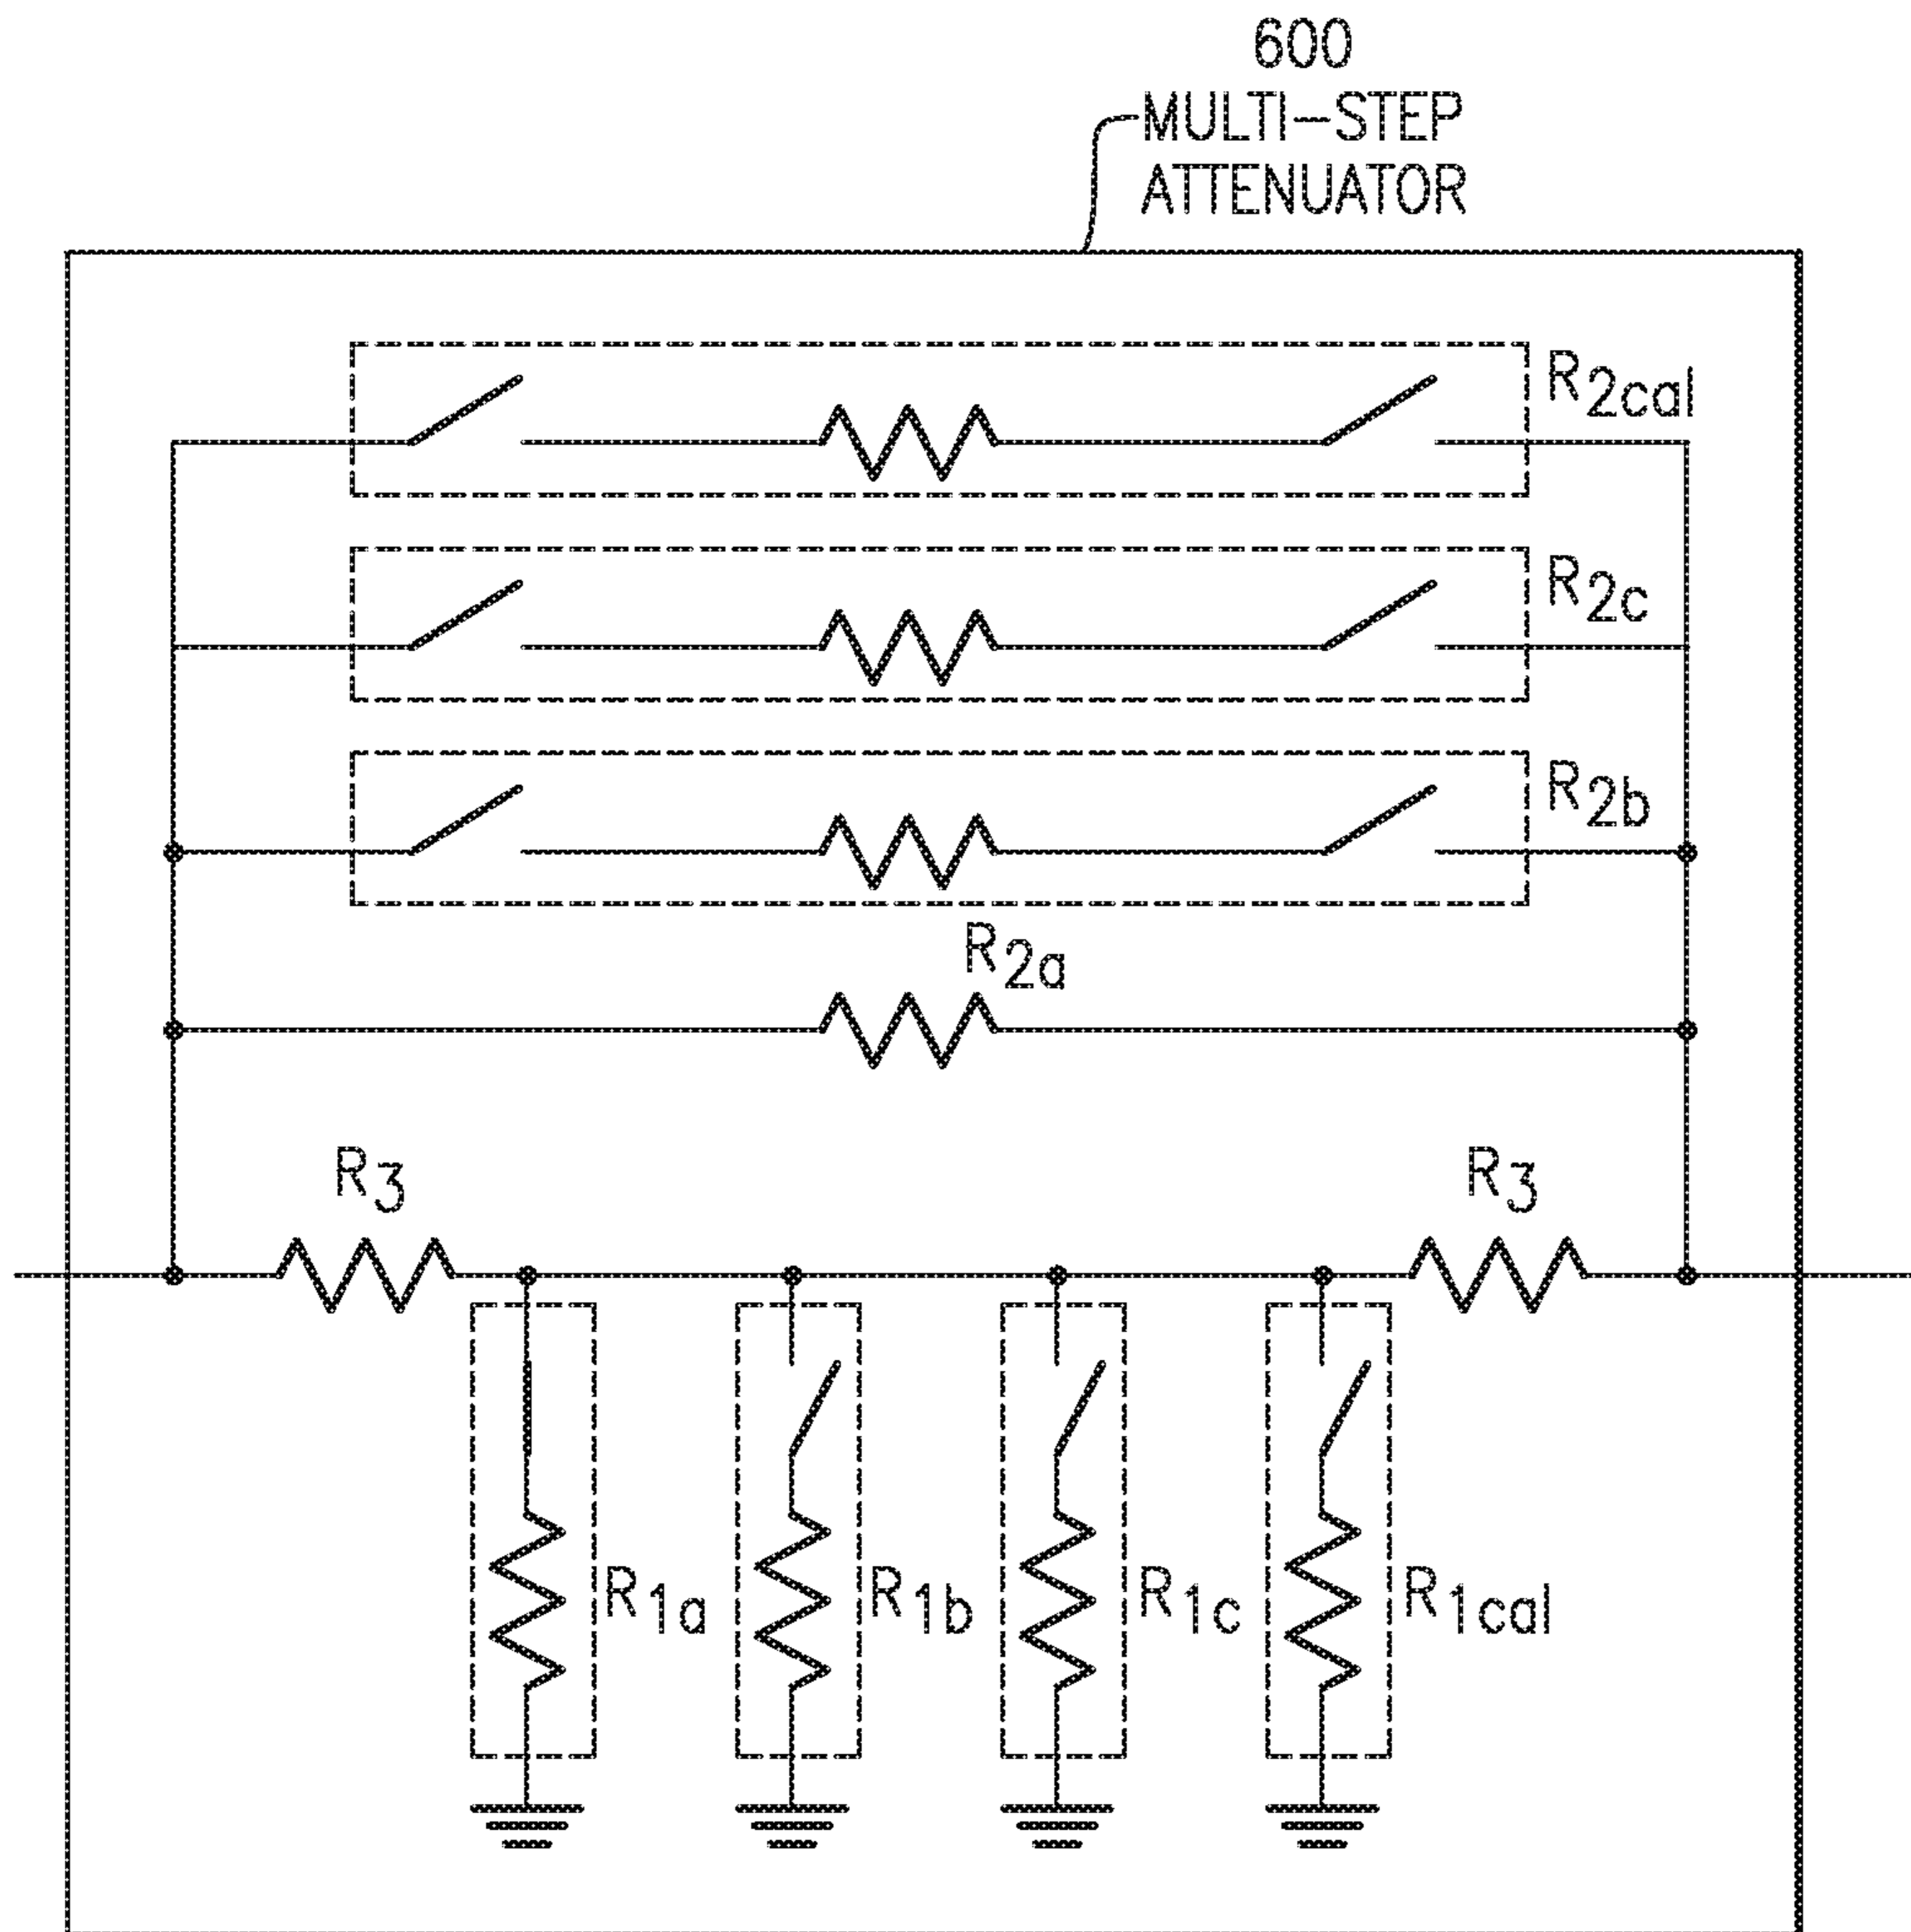 600
MULTI-STEP
ATTENUATOR
R2cal
R2c
R2b
R2a
R3
R3
R1a
R1b
R1c
R1cal